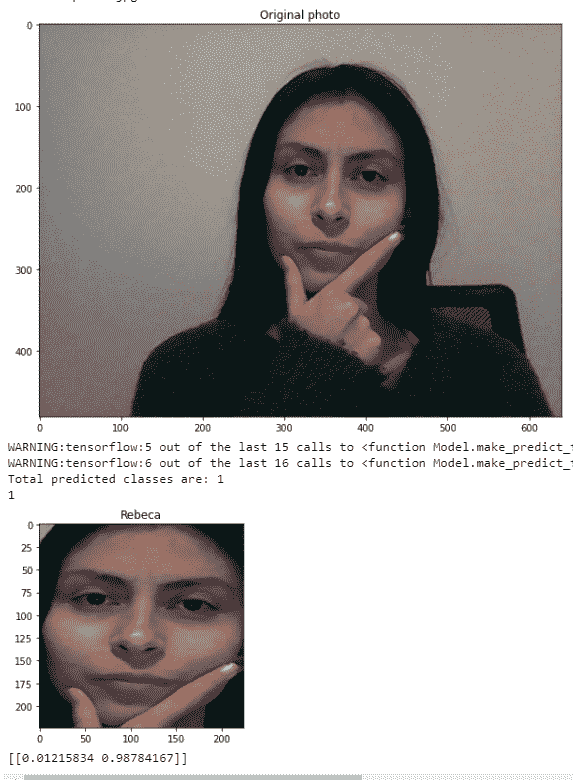 Original photo
0
100
200
300
400
0 100 200 300 400 500 600
WARNING:tensorflow:5 out of the last 15 calls to <function Model.make_predict_
WARNING:tensorflow:6 out of the last 16 calls to <function Model.make_predict_
Total predicted classes are: 1
1
Rebeca
0
25
50
75
100
125
150
175
200
0 50 100 150 200
[[0.01215834 0.98784167]]